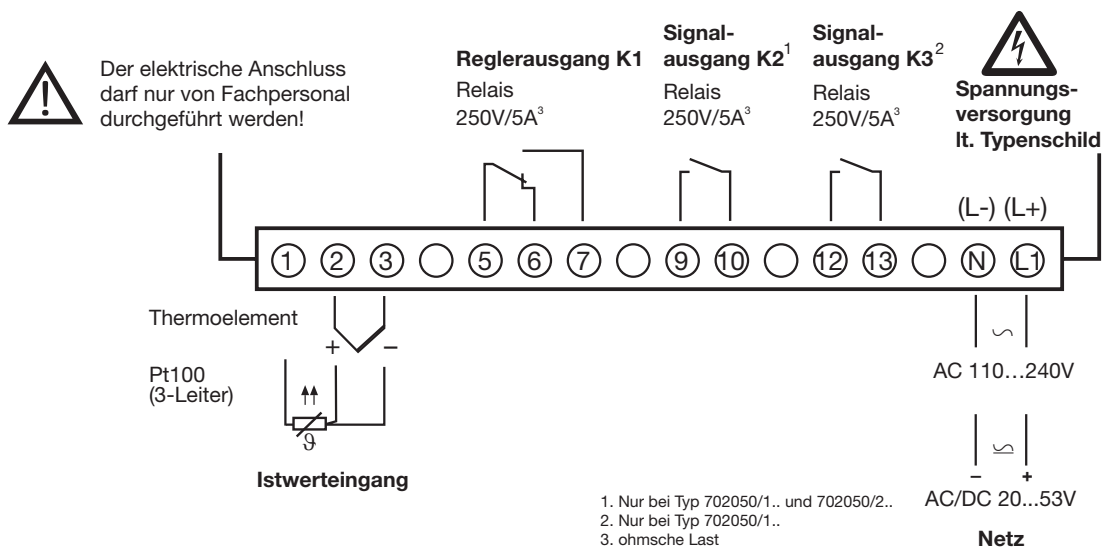 Der elektrische Anschluss
darf nur von Fachpersonal
durchgeführt werden!
Reglerausgang K1
Relais
250V/5A³
Signal-
ausgang K2¹
Relais
250V/5A³
Signal-
ausgang K3²
Relais
250V/5A³
Spannungs-
versorgung
lt. Typenschild
(L-) (L+)
1 2 3 5 6 7 9 10 12 13 N L1
Thermoelement
+ −
Pt100
(3-Leiter)
ϑ
Istwerteingang
AC 110...240V
− +
AC/DC 20...53V
Netz
1. Nur bei Typ 702050/1.. und 702050/2..
2. Nur bei Typ 702050/1..
3. ohmsche Last